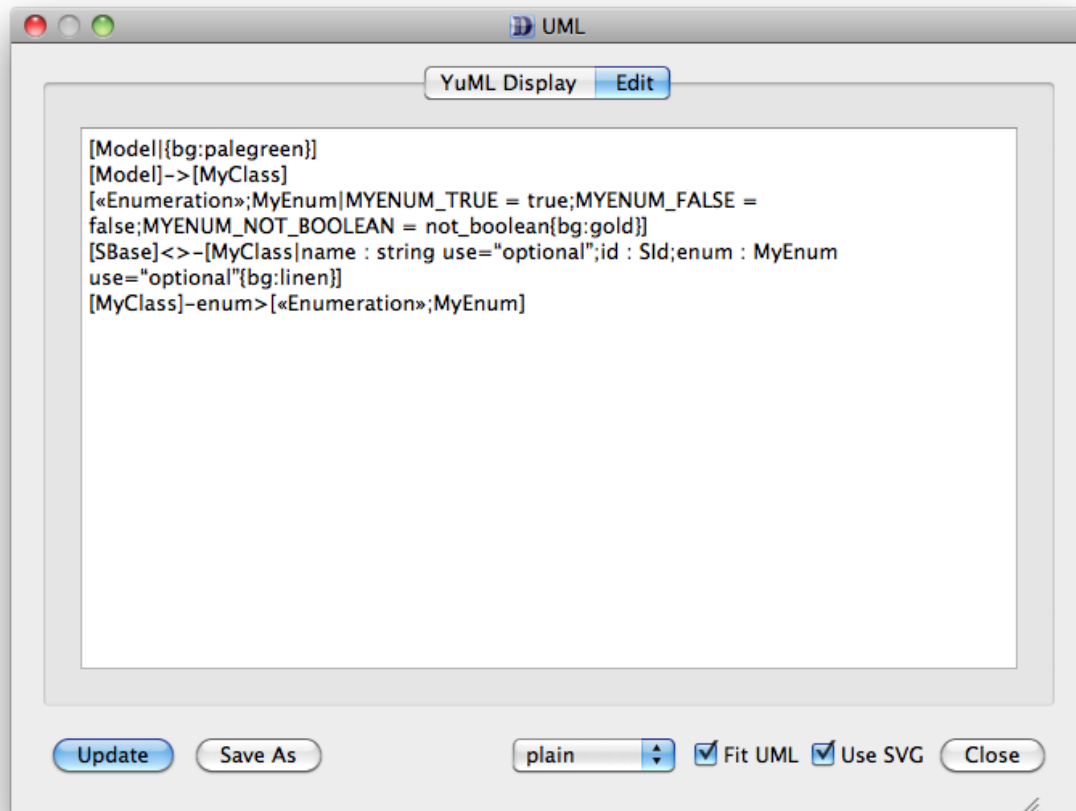 UML
YuML Display Edit
[Model|{bg:palegreen}]
[Model]->[MyClass]
[«Enumeration»;MyEnum|MYENUM_TRUE = true;MYENUM_FALSE =
false;MYENUM_NOT_BOOLEAN = not_boolean{bg:gold}]
[SBase]<>-[MyClass|name : string use=“optional”;id : SId;enum : MyEnum
use=“optional”{bg:linen}]
[MyClass]-enum>[«Enumeration»;MyEnum]
Update Save As plain Fit UML Use SVG Close